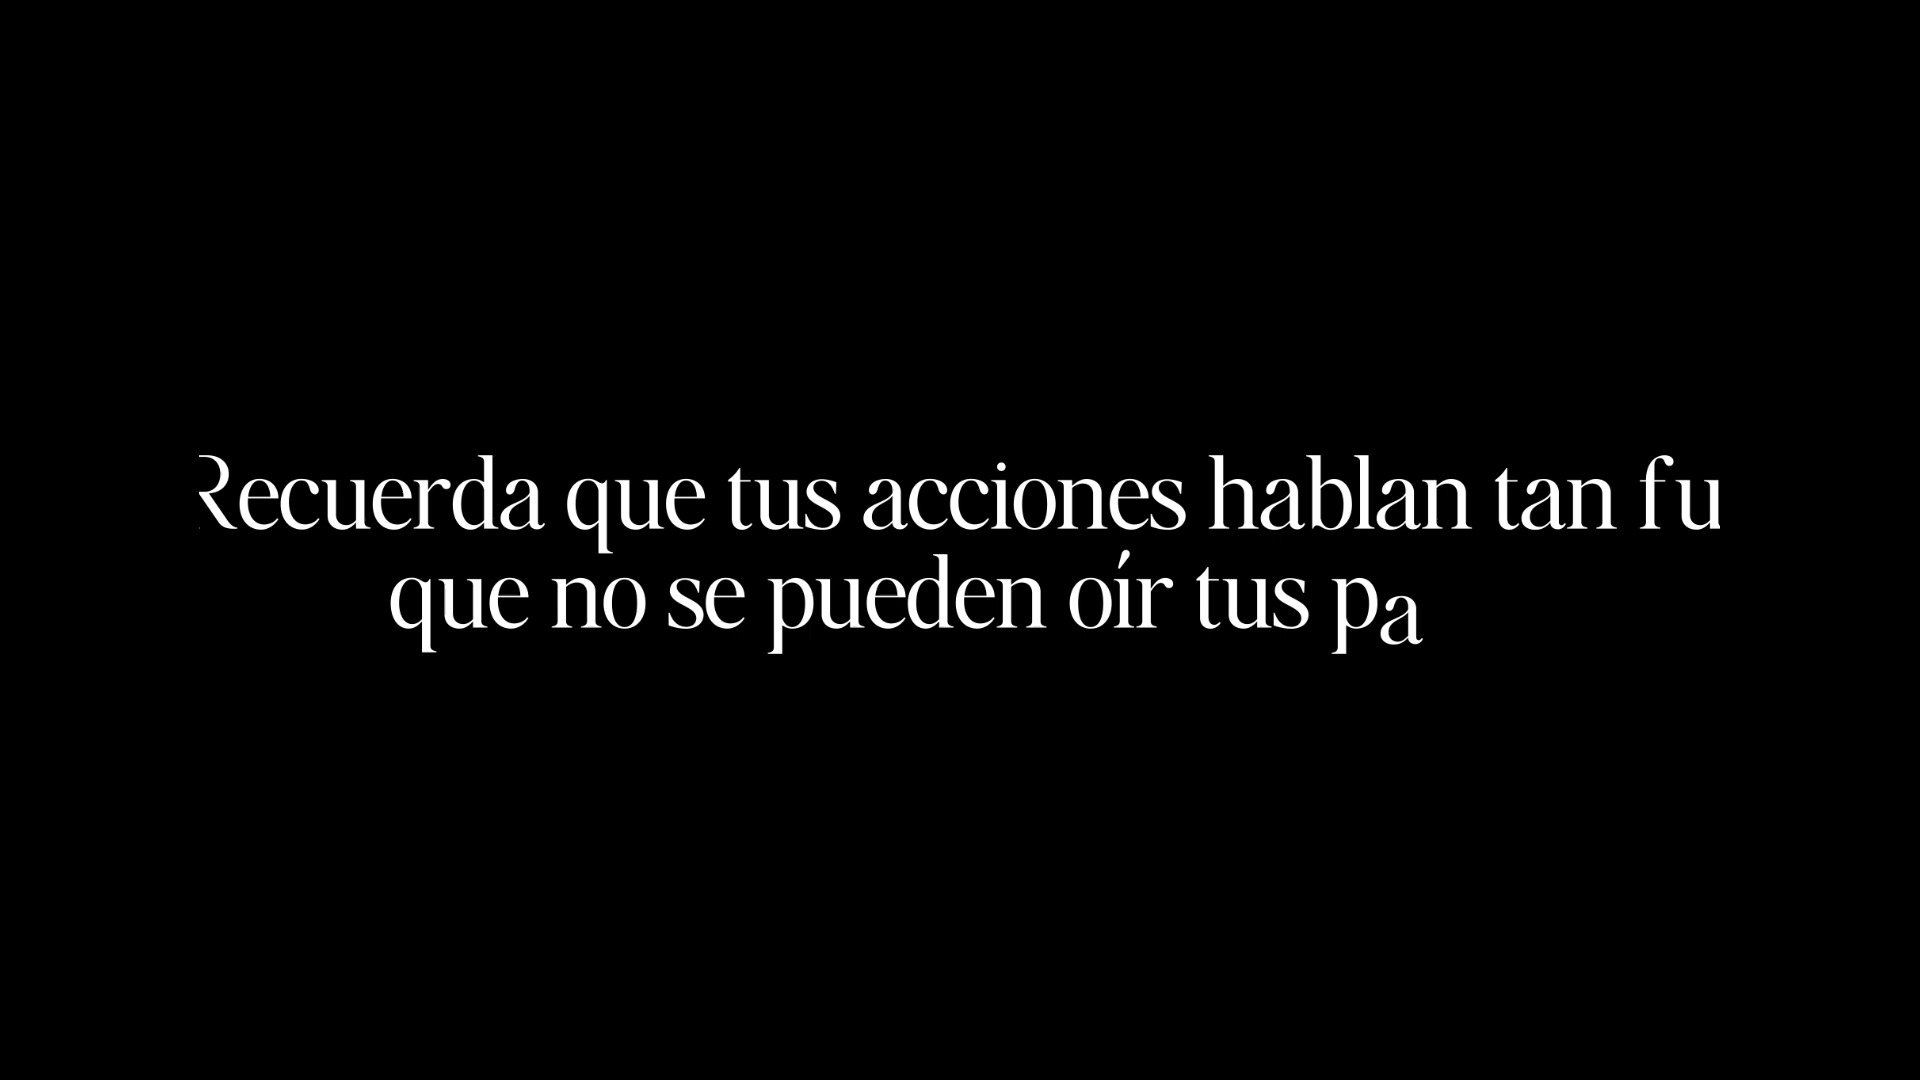 Recuerda que tus acciones hablan tan fu
que no se pueden oír tus pa